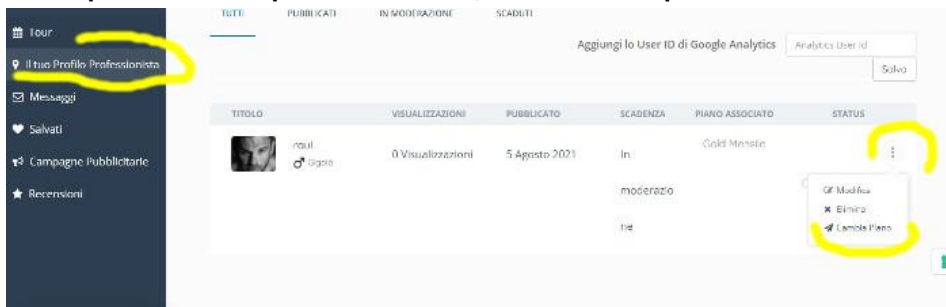 TUTTI PUBBLICATI IN MODERAZIONE SCADUTI
Tour
Il tuo Profilo Professionista
Messaggi
Salvati
Campagne Pubblicitarie
Recensioni
Aggiungi lo User ID di Google Analytics
Analytics User Id
Salva
TITOLO VISUALIZZAZIONI PUBBLICATO SCADENZA PIANO ASSOCIATO STATUS
raul
Gigolo
0 Visualizzazioni
5 Agosto 2021
In
moderazio
ne
Gold Mensile
Modifica
Elimina
Cambia Piano